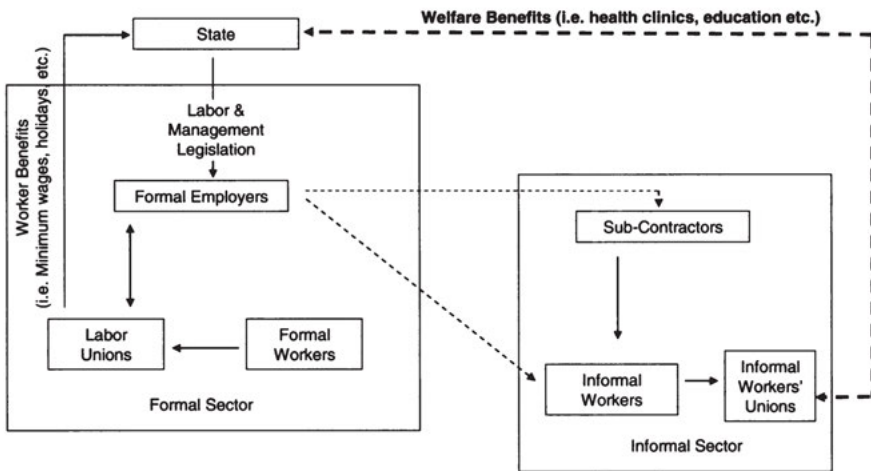 Welfare Benefits (i.e. health clinics, education etc.)
State
Worker Benefits
(i.e. Minimum wages, holidays, etc.)
Labor &
Management
Legislation
Formal Employers
Sub-Contractors
Labor
Unions
Formal
Workers
Informal
Workers
Informal
Workers'
Unions
Formal Sector
Informal Sector